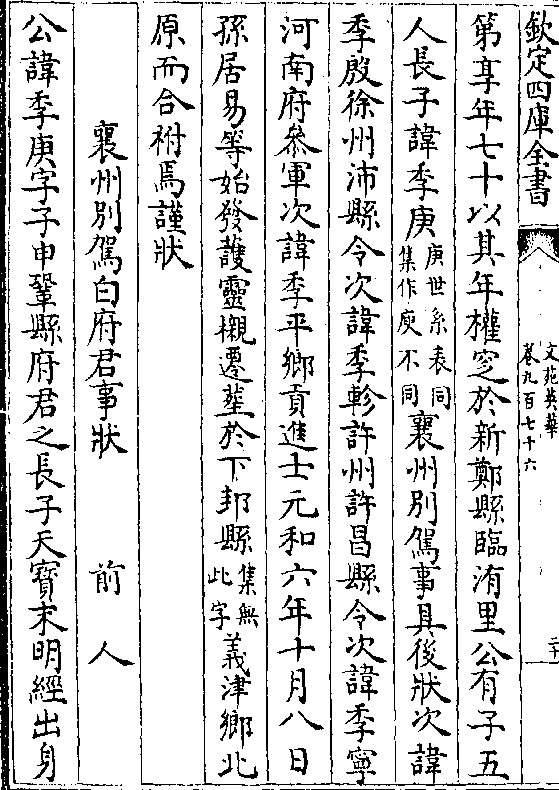 欽定四庫全書
文苑英華
卷九百七十六
二十
第享年七十以其年權窆於新鄭縣臨洧里公有子五
人長子諱季庚庚世系表同集作庾不同襄州別駕事具後狀次諱
季殷徐州沛縣令次諱季軫許州許昌縣令次諱季寧
河南府叅軍次諱季平鄉貢進士元和六年十月八日
孫居易等始發護靈櫬遷塟於下邽縣集無此字義津鄉北
原而合祔焉謹狀
襄州別駕白府君事狀 前人
公諱季庚字子申鞏縣府君之長子天寶末明經出身